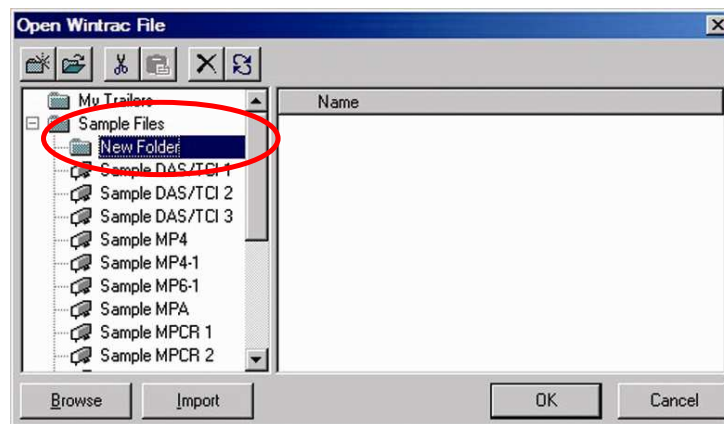 Open Wintrac File
My Trailers
Name
Sample Files
New Folder
Sample DAS/TCI 1
Sample DAS/TCI 2
Sample DAS/TCI 3
Sample MP4
Sample MP4-1
Sample MP6-1
Sample MPA
Sample MPCR 1
Sample MPCR 2
Browse
Import
OK
Cancel